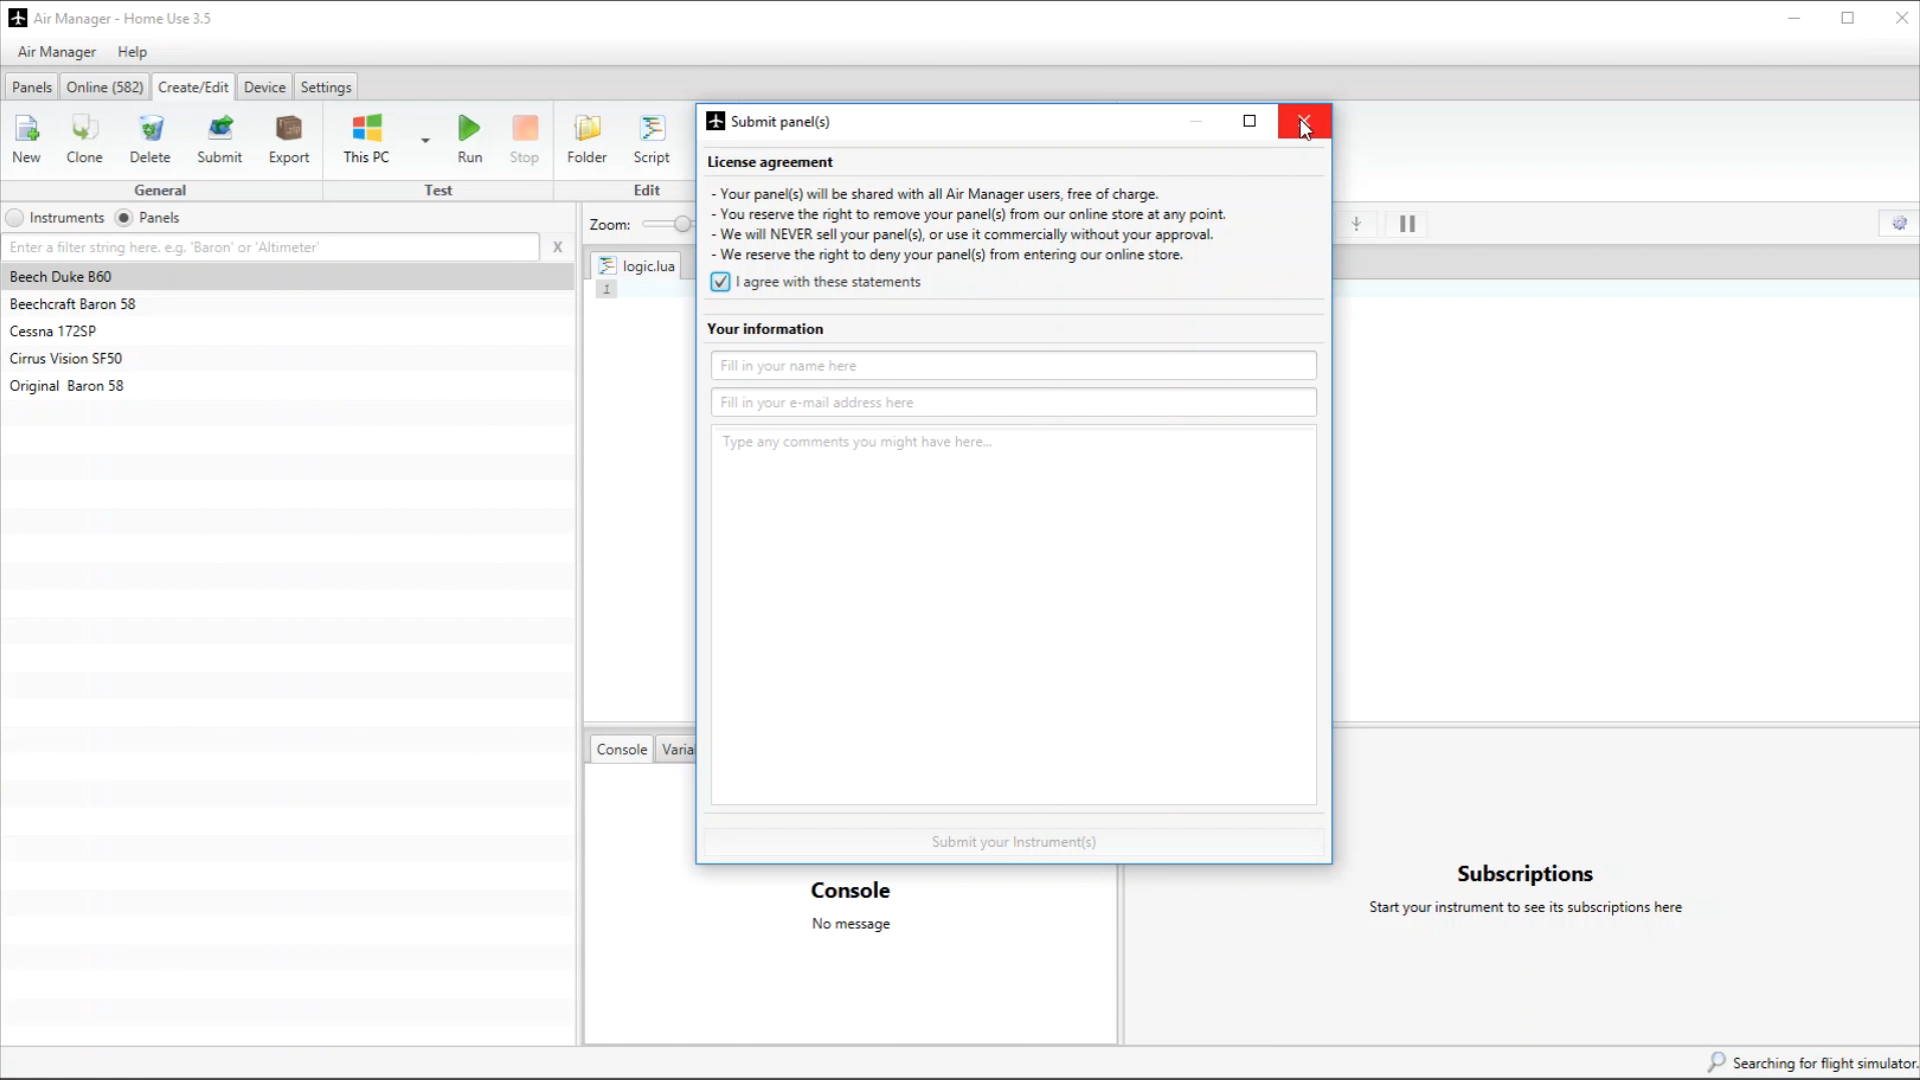 Air Manager - Home Use 3.5
Air Manager Help
Panels Online (582) Create/Edit Device Settings
New Clone Delete Submit Export This PC Run Stop Folder Script
General Test Edit
Instruments Panels
Enter a filter string here. e.g. 'Baron' or 'Altimeter' X
Beech Duke B60
Beechcraft Baron 58
Cessna 172SP
Cirrus Vision SF50
Original Baron 58
Zoom:
logic.lua
1
Submit panel(s)
License agreement
- Your panel(s) will be shared with all Air Manager users, free of charge.
- You reserve the right to remove your panel(s) from our online store at any point.
- We will NEVER sell your panel(s), or use it commercially without your approval.
- We reserve the right to deny your panel(s) from entering our online store.
I agree with these statements
Your information
Fill in your name here
Fill in your e-mail address here
Type any comments you might have here...
Submit your Instrument(s)
Console Varia
Console
No message
Subscriptions
Start your instrument to see its subscriptions here
Searching for flight simulator.